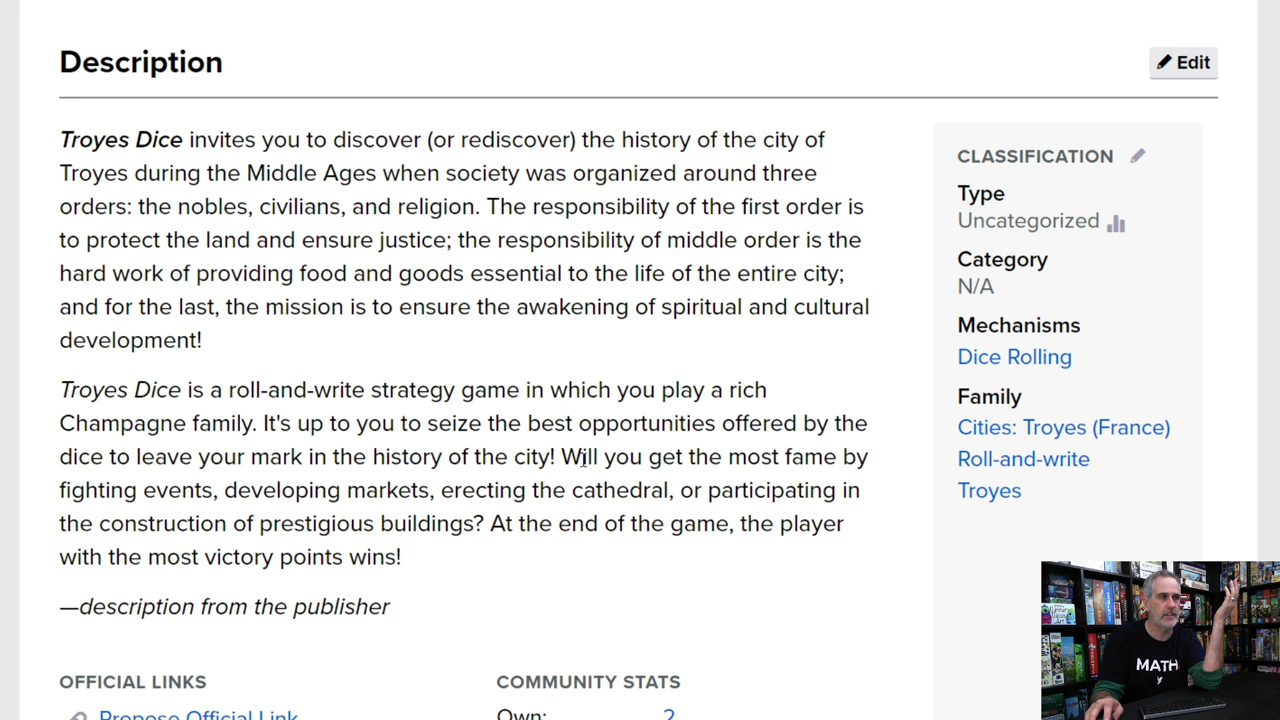 Description
Edit
Troyes Dice invites you to discover (or rediscover) the history of the city of
Troyes during the Middle Ages when society was organized around three
orders: the nobles, civilians, and religion. The responsibility of the first order is
to protect the land and ensure justice; the responsibility of middle order is the
hard work of providing food and goods essential to the life of the entire city;
and for the last, the mission is to ensure the awakening of spiritual and cultural
development!
Troyes Dice is a roll-and-write strategy game in which you play a rich
Champagne family. It's up to you to seize the best opportunities offered by the
dice to leave your mark in the history of the city! Will you get the most fame by
fighting events, developing markets, erecting the cathedral, or participating in
the construction of prestigious buildings? At the end of the game, the player
with the most victory points wins!
—description from the publisher
CLASSIFICATION
Type
Uncategorized
Category
N/A
Mechanisms
Dice Rolling
Family
Cities: Troyes (France)
Roll-and-write
Troyes
OFFICIAL LINKS
Propose Official Link
COMMUNITY STATS
Own: 2
MATH